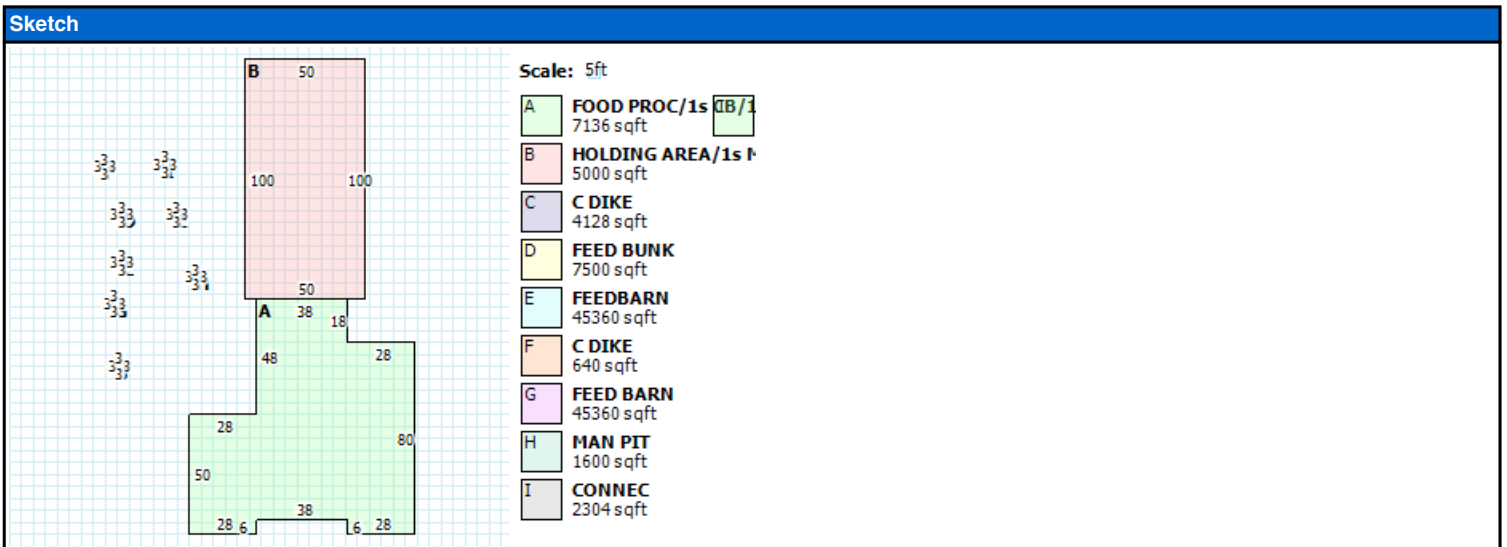 Sketch
B 50
100 100
50
A 38
18
48 28
28
80
50
38
28 6 6 28
Scale: 5ft
A FOOD PROC/1s
7136 sqft
B HOLDING AREA/1s
5000 sqft
C C DIKE
4128 sqft
D FEED BUNK
7500 sqft
E FEEDBARN
45360 sqft
F C DIKE
640 sqft
G FEED BARN
45360 sqft
H MAN PIT
1600 sqft
I CONNEC
2304 sqft